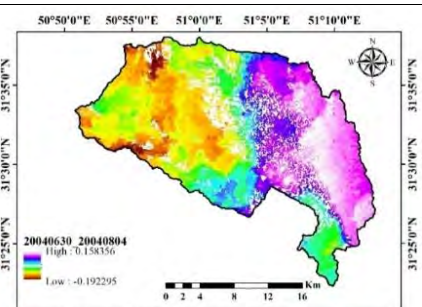 50°50'0"E 50°55'0"E 51°0'0"E 51°5'0"E 51°10'0"E
31°35'0"N
31°30'0"N
31°25'0"N
31°35'0"N
31°30'0"N
31°25'0"N
N
W E
S
20040630_20040804
High : 0.158356
Low : -0.192295
Km
0 2 4 8 12 16